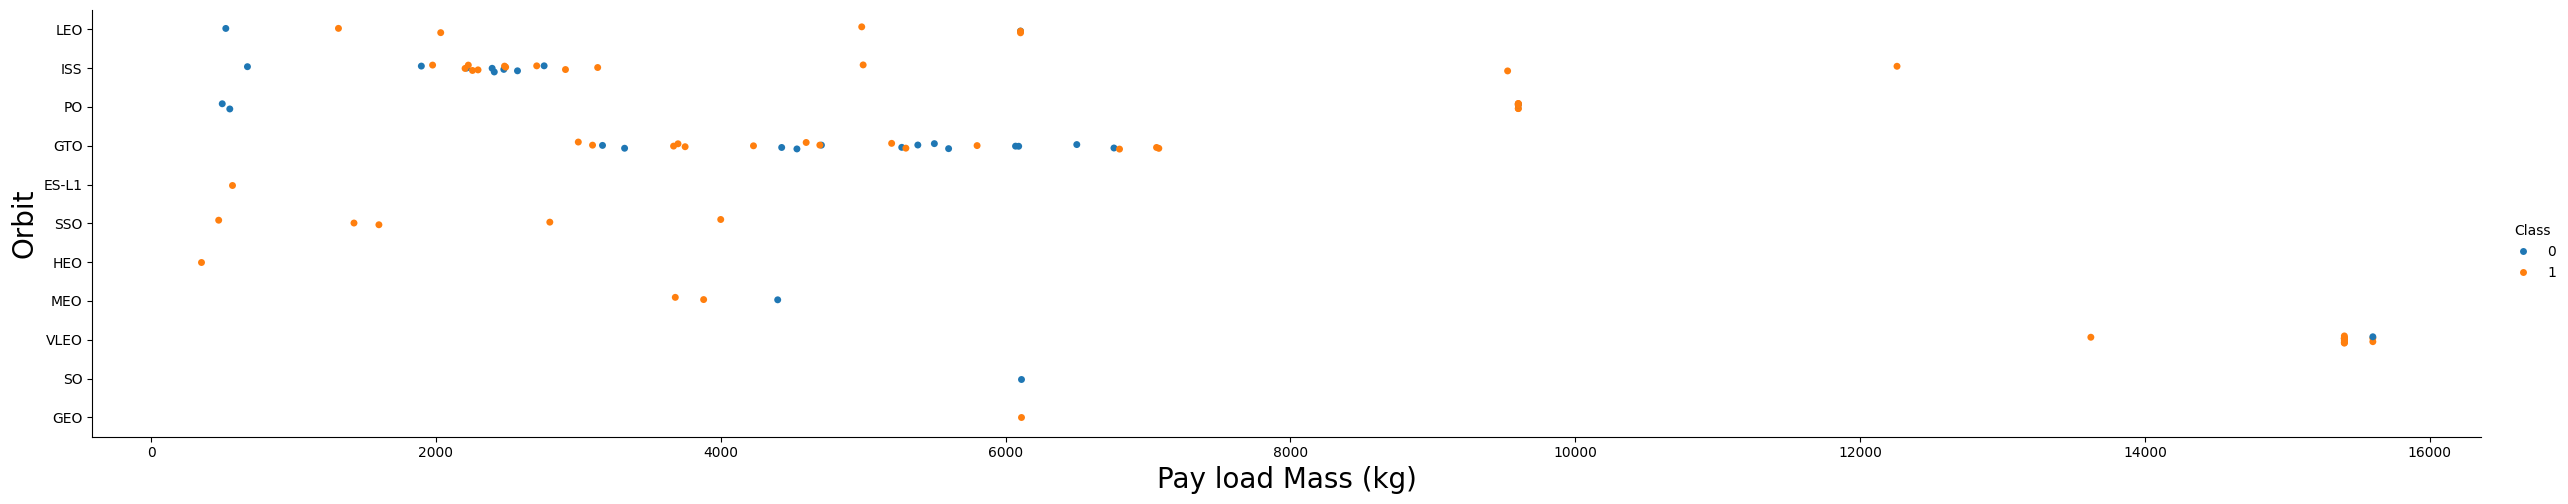 LEO
ISS
PO
GTO
ES-L1
SSO
HEO
MEO
VLEO
SO
GEO
Orbit
0 2000 4000 6000 8000 10000 12000 14000 16000
Pay load Mass (kg)
Class
0
1